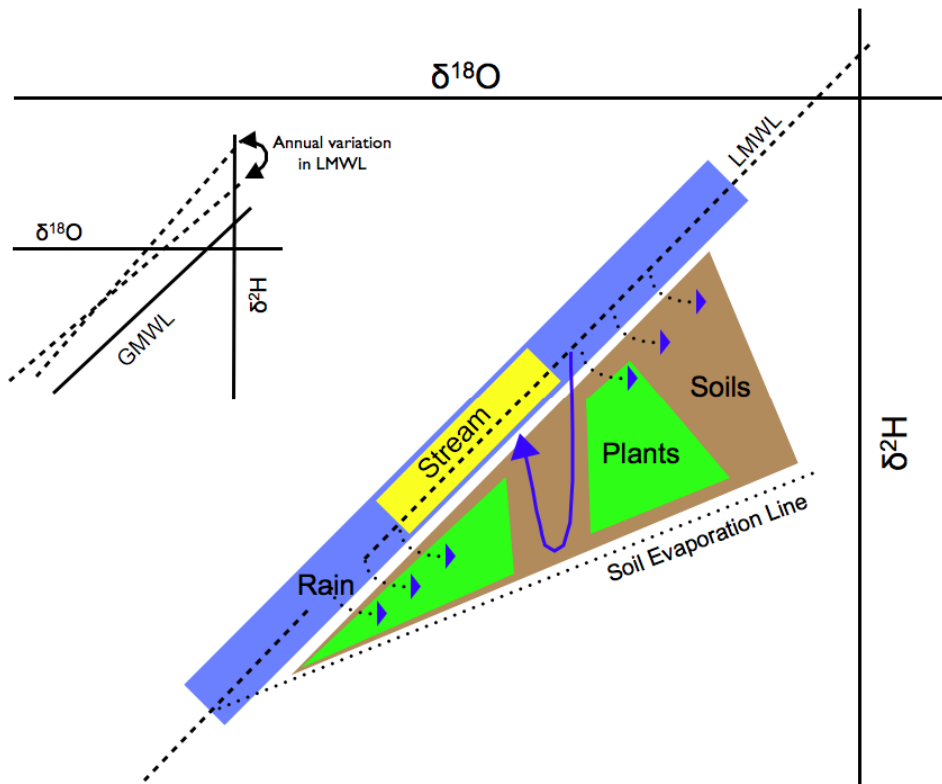 δ¹⁸O
LMWL
Annual variation
in LMWL
δ¹⁸O
δ²H
GMWL
Soils
Plants
Stream
δ²H
Soil Evaporation Line
Rain